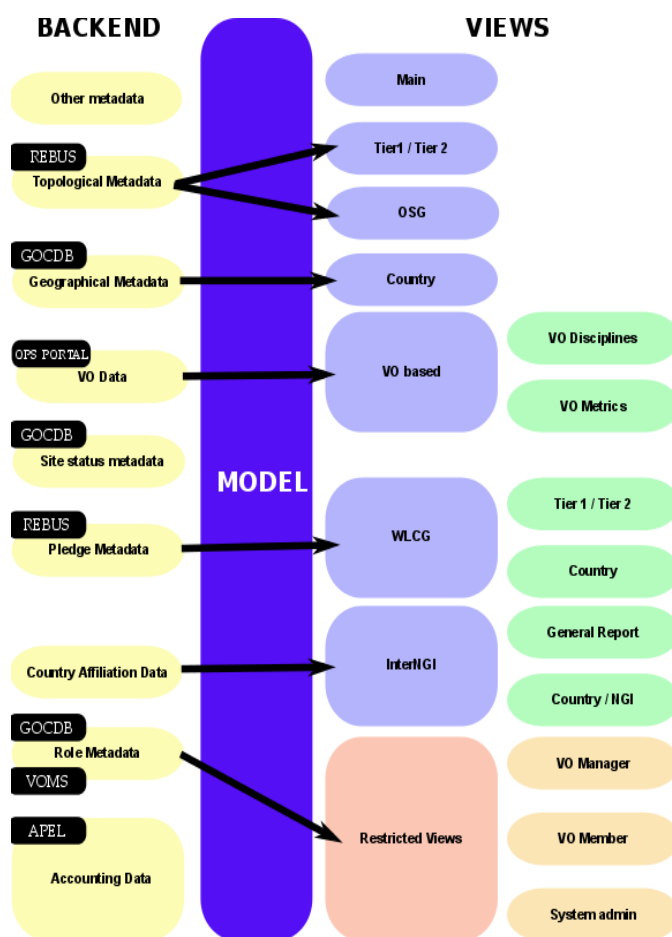 BACKEND
VIEWS
Other metadata
REBUS
Topological Metadata
GOCDB
Geographical Metadata
OPS PORTAL
VO Data
GOCDB
Site status metadata
REBUS
Pledge Metadata
Country Affiliation Data
GOCDB
Role Metadata
VOMS
APEL
Accounting Data
MODEL
Main
Tier1 / Tier 2
OSG
Country
VO based
WLCG
InterNGI
Restricted Views
VO Disciplines
VO Metrics
Tier 1 / Tier 2
Country
General Report
Country / NGI
VO Manager
VO Member
System admin